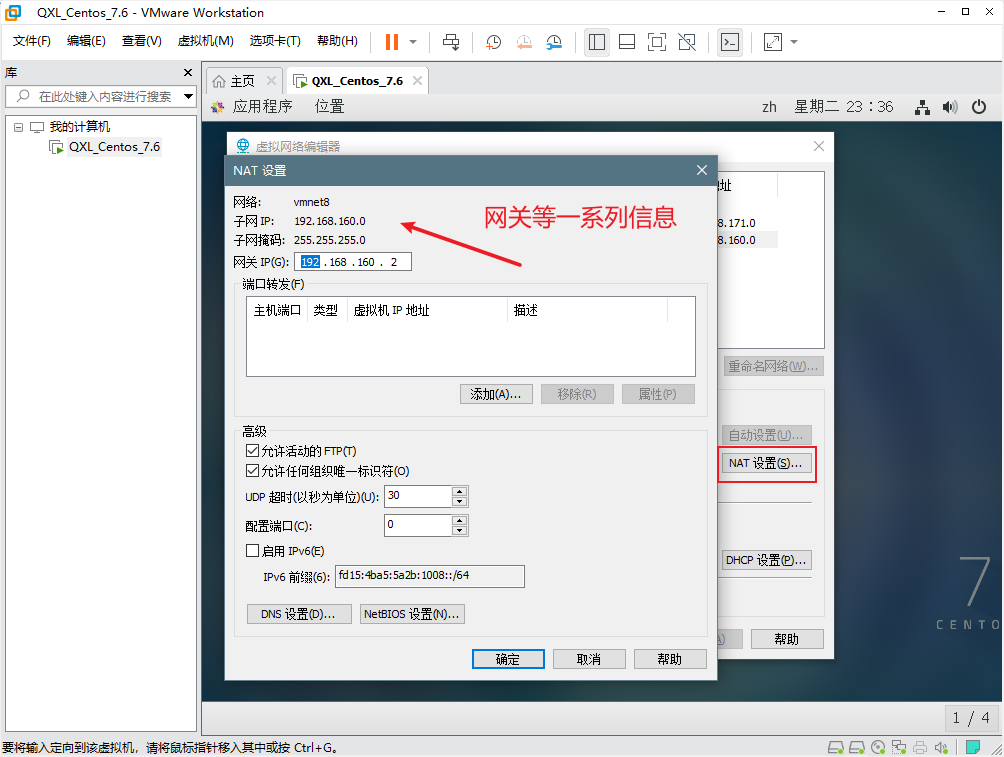 QXL_Centos_7.6 - VMware Workstation
文件(F) 编辑(E) 查看(V) 虚拟机(M) 选项卡(T) 帮助(H)
库
在此处键入内容进行搜索
我的计算机
QXL_Centos_7.6
主页 QXL_Centos_7.6
应用程序 位置 zh 星期二 23:36
虚拟网络编辑器
NAT 设置
网络: vmnet8
子网 IP: 192.168.160.0
子网掩码: 255.255.255.0
网关 IP(G): 192 . 168 . 160 . 2
网关等一系列信息
端口转发(F)
主机端口 类型 虚拟机 IP 地址 描述
添加(A)... 移除(R) 属性(P)
高级
允许活动的 FTP(T)
允许任何组织唯一标识符(O)
UDP 超时(以秒为单位)(U): 30
配置端口(C): 0
启用 IPv6(E)
IPv6 前缀(6): fd15:4ba5:5a2b:1008::/64
DNS 设置(D)... NetBIOS 设置(N)...
确定 取消 帮助
址
8.171.0
8.160.0
重命名网络(W)...
自动设置(U)...
NAT 设置(S)...
DHCP 设置(P)...
A) 帮助
7
CENTO
1 / 4
要将输入定向到该虚拟机，请将鼠标指针移入其中或按 Ctrl+G。